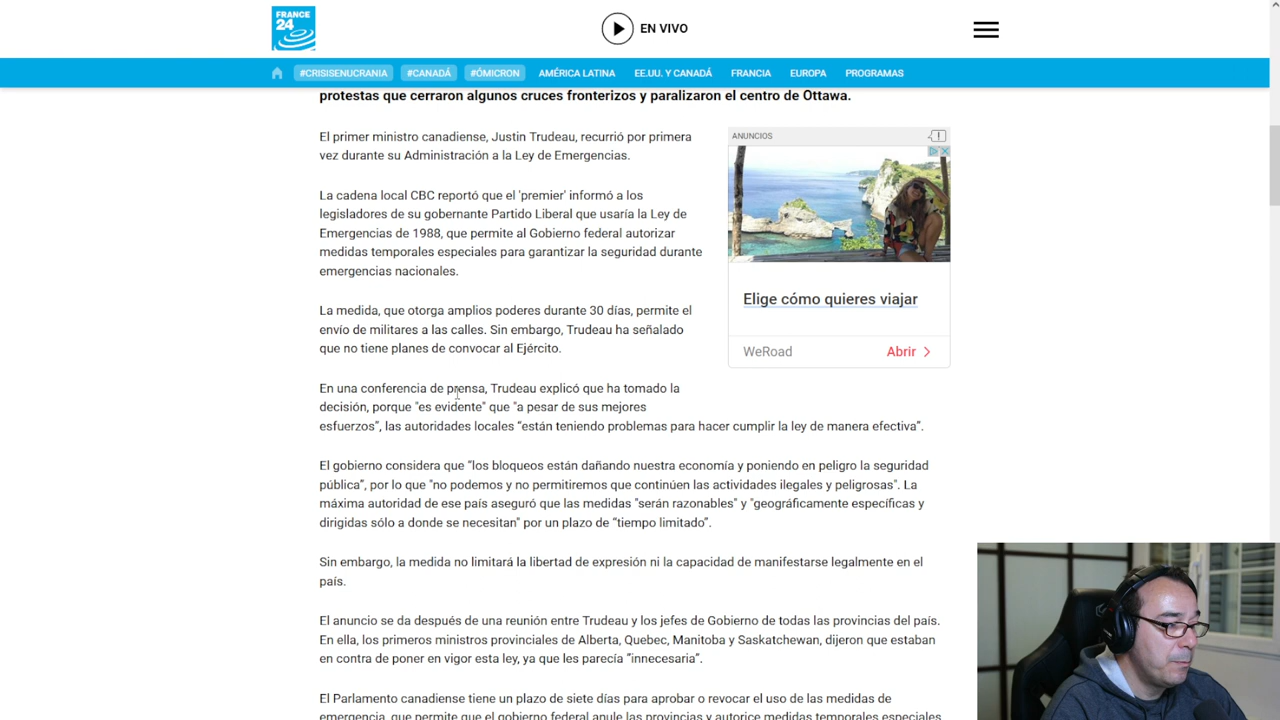 FRANCE
24
EN VIVO
#CRISISENUCRANIA #CANADÁ #ÓMICRON AMÉRICA LATINA EE.UU. Y CANADÁ FRANCIA EUROPA PROGRAMAS
protestas que cerraron algunos cruces fronterizos y paralizaron el centro de Ottawa.
El primer ministro canadiense, Justin Trudeau, recurrió por primera
vez durante su Administración a la Ley de Emergencias.
La cadena local CBC reportó que el 'premier' informó a los
legisladores de su gobernante Partido Liberal que usaría la Ley de
Emergencias de 1988, que permite al Gobierno federal autorizar
medidas temporales especiales para garantizar la seguridad durante
emergencias nacionales.
La medida, que otorga amplios poderes durante 30 días, permite el
envío de militares a las calles. Sin embargo, Trudeau ha señalado
que no tiene planes de convocar al Ejército.
ANUNCIOS
Elige cómo quieres viajar
WeRoad
Abrir
En una conferencia de prensa, Trudeau explicó que ha tomado la
decisión, porque "es evidente" que "a pesar de sus mejores
esfuerzos”, las autoridades locales “están teniendo problemas para hacer cumplir la ley de manera efectiva”.
El gobierno considera que “los bloqueos están dañando nuestra economía y poniendo en peligro la seguridad
pública”, por lo que "no podemos y no permitiremos que continúen las actividades ilegales y peligrosas". La
máxima autoridad de ese país aseguró que las medidas "serán razonables" y "geográficamente específicas y
dirigidas sólo a donde se necesitan" por un plazo de “tiempo limitado”.
Sin embargo, la medida no limitará la libertad de expresión ni la capacidad de manifestarse legalmente en el
país.
El anuncio se da después de una reunión entre Trudeau y los jefes de Gobierno de todas las provincias del país.
En ella, los primeros ministros provinciales de Alberta, Quebec, Manitoba y Saskatchewan, dijeron que estaban
en contra de poner en vigor esta ley, ya que les parecía “innecesaria”.
El Parlamento canadiense tiene un plazo de siete días para aprobar o revocar el uso de las medidas de
emergencia, que permite que el gobierno federal anule las provincias y autorice medidas temporales especiales